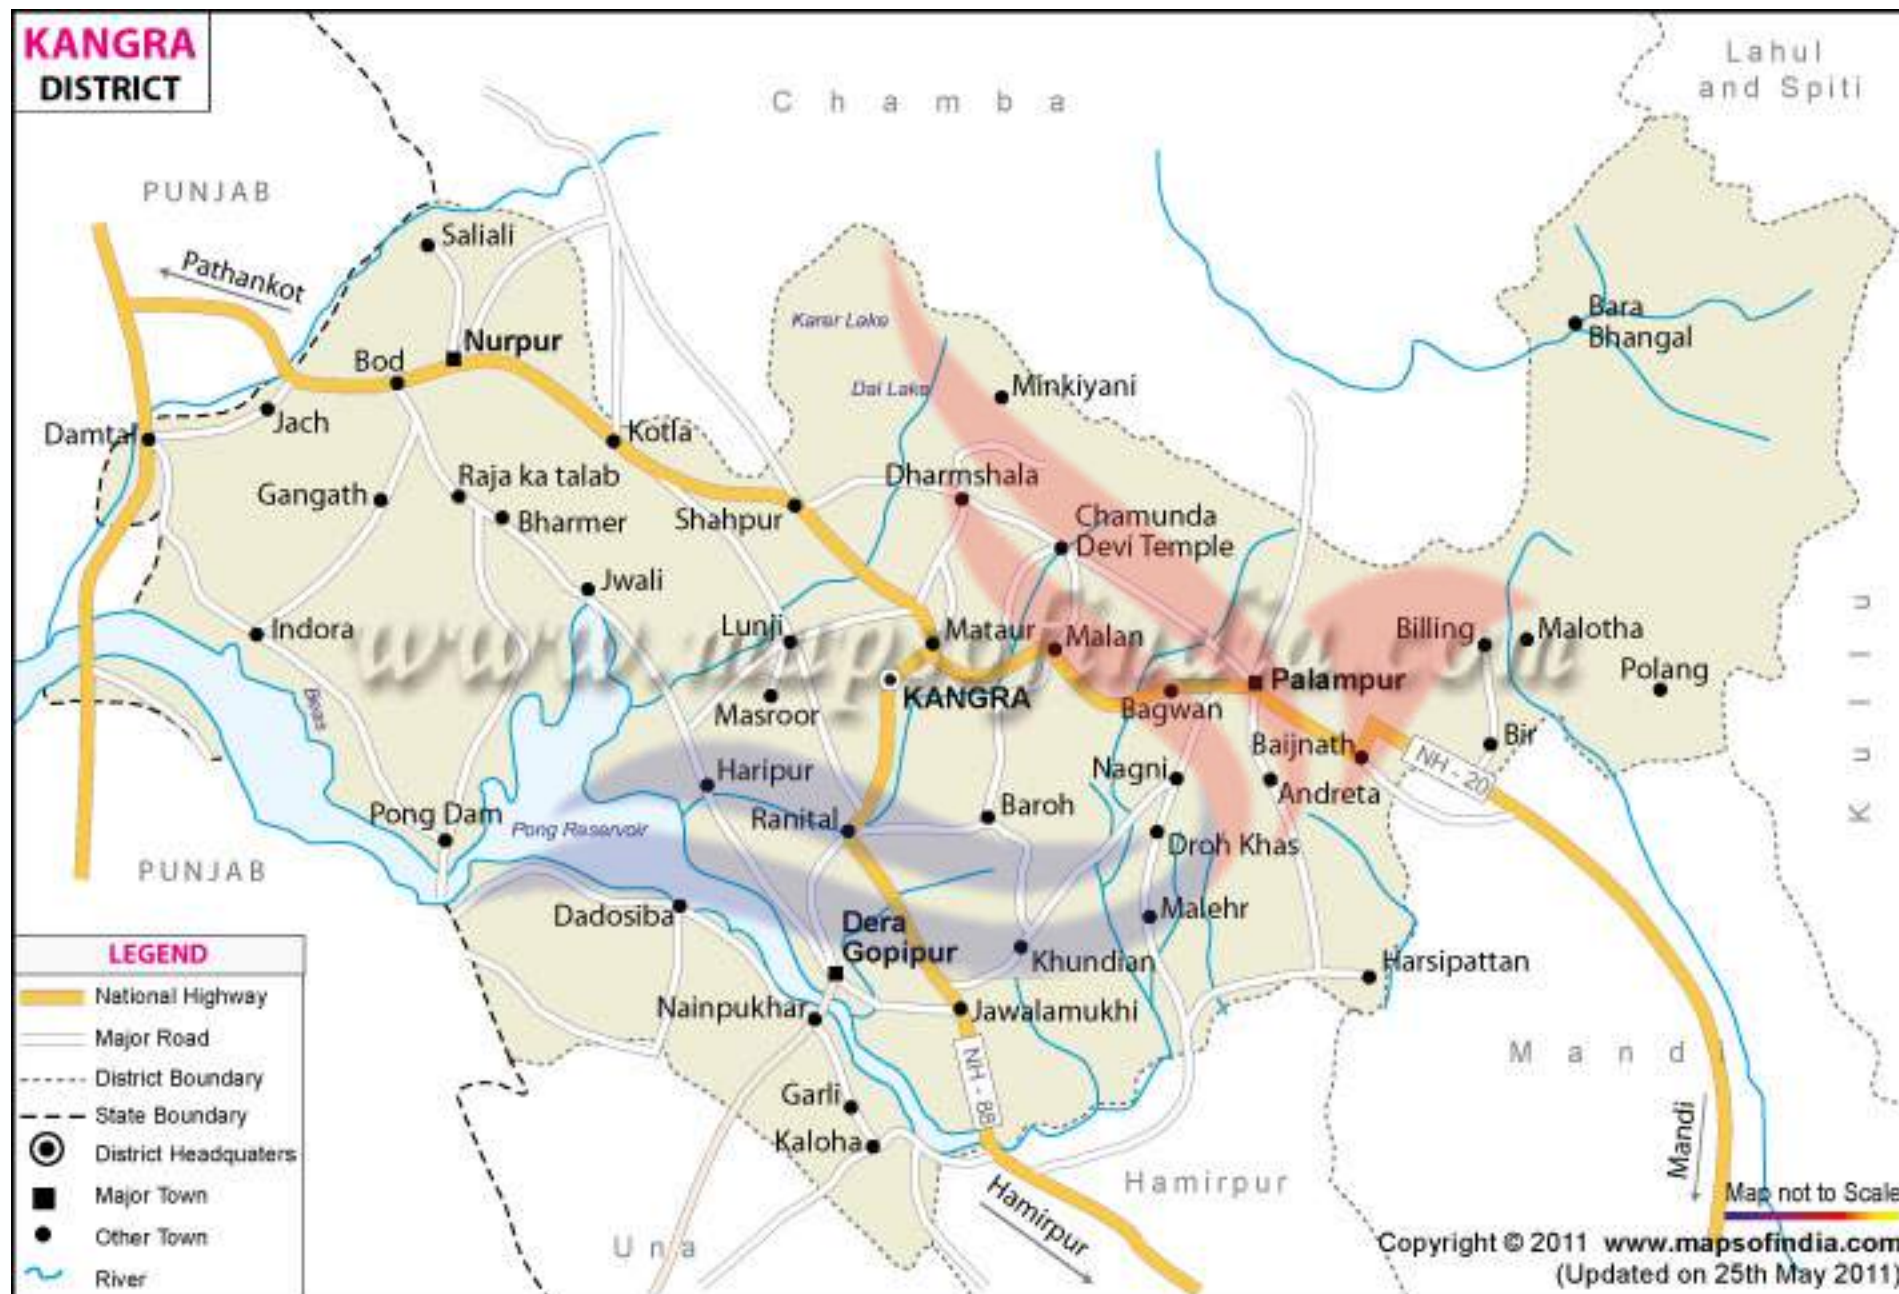 KANGRA
DISTRICT
Lahul
and Spiti
Chamba
PUNJAB
Saliali
Pathankot
Bara
Bhangal
Karer Lake
Nurpur
Bod
Dal Lake
Minkiyani
Jach
Damtal
Kotla
Dharmshala
Raja ka talab
Gangath
Shahpur
Bharmer
Chamunda
Devi Temple
Jwali
Kullu
Indora
Lunji
Mataur
Malan
Billing
Malotha
www.mapsofindia.com
Polang
Palampur
KANGRA
Masroor
Bagwan
Beas
Baijnath
Bir
NH - 20
Haripur
Nagni
Andreta
Baroh
Pong Dam
Pong Reservoir
Ranital
Droh Khas
PUNJAB
Dadosiba
Malehr
Dera
Gopipur
Khundian
Harsipattan
Nainpukhar
Jawalamukhi
Mandi
NH - 88
Garli
Kaloha
Mandi
Hamirpur
Hamirpur
Una
LEGEND
National Highway
Major Road
District Boundary
State Boundary
District Headquaters
Major Town
Other Town
River
Map not to Scale
Copyright © 2011 www.mapsofindia.com
(Updated on 25th May 2011)